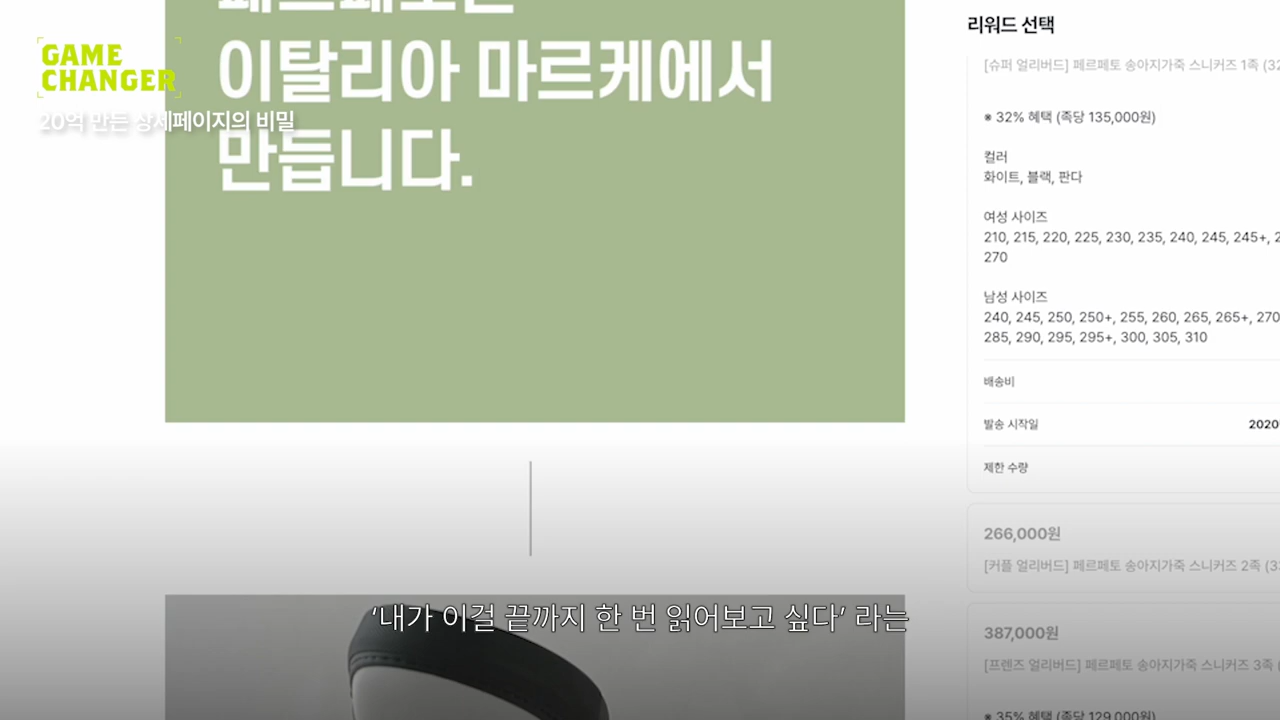 GAME
CHANGER
20억 만든 상세페이지의 비밀
이탈리아 마르케에서
만듭니다.
리워드 선택
[슈퍼 얼리버드] 페르페토 송아지가죽 스니커즈 1족 (32
※ 32% 혜택 (족당 135,000원)
컬러
화이트, 블랙, 판다
여성 사이즈
210, 215, 220, 225, 230, 235, 240, 245, 245+, 2
270
남성 사이즈
240, 245, 250, 250+, 255, 260, 265, 265+, 270
285, 290, 295, 295+, 300, 305, 310
배송비
발송 시작일
2020
제한 수량
266,000원
[커플 얼리버드] 페르페토 송아지가죽 스니커즈 2족 (3
387,000원
[프렌즈 얼리버드] 페르페토 송아지가죽 스니커즈 3족 (
※ 35% 혜택 (족당 129,000원)
‘내가 이걸 끝까지 한 번 읽어보고 싶다’ 라는